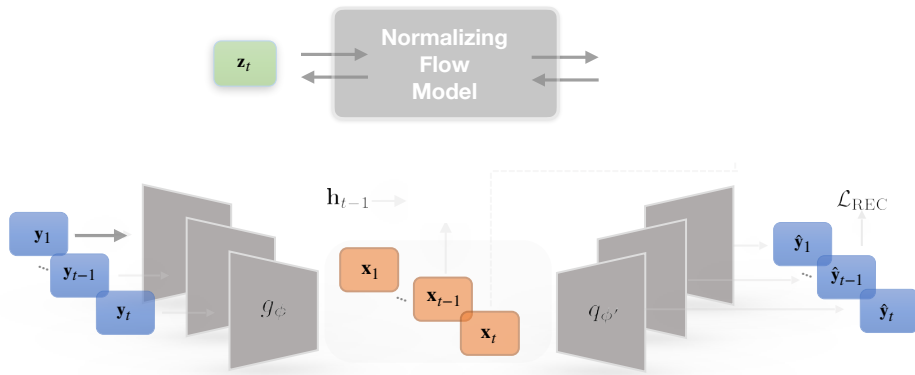 Normalizing
Flow
Model
𝐳_t
𝐡_{t−1}
ℒ_REC
𝐲_1
𝐲_{t−1}
𝐲_t
g_ϕ
𝐱_1
𝐱_{t−1}
𝐱_t
q_{ϕ′}
𝐲̂_1
𝐲̂_{t−1}
𝐲̂_t